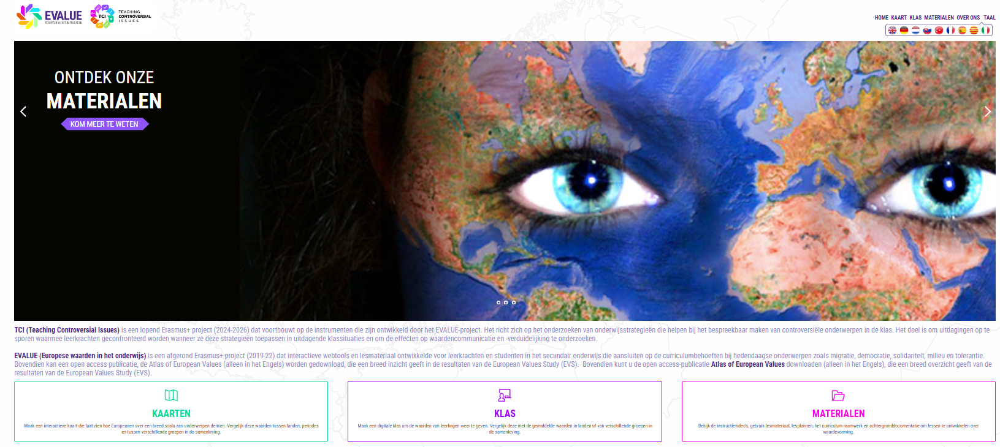 EVALUE
EUROPEAN VALUES IN EDUCATION
TCI
TEACHING
CONTROVERSIAL
ISSUES
HOME KAART KLAS MATERIALEN OVER ONS TAAL
ONTDEK ONZE
MATERIALEN
KOM MEER TE WETEN
TCI (Teaching Controversial Issues) is een lopend Erasmus+ project (2024-2026) dat voortbouwt op de instrumenten die zijn ontwikkeld door het EVALUE-project. Het richt zich op het onderzoeken van onderwijsstrategieën die helpen bij het bespreekbaar maken van controversiële onderwerpen in de klas. Het doel is om uitdagingen op te
sporen waarmee leerkrachten geconfronteerd worden wanneer ze deze strategieën toepassen in uitdagende klassituaties en om de effecten op waardencommunicatie en -verduidelijking te onderzoeken.
EVALUE (Europese waarden in het onderwijs) is een afgerond Erasmus+ project (2019-22) dat interactieve webtools en lesmateriaal ontwikkelde voor leerkrachten en studenten in het secundair onderwijs die aansluiten op de curriculumbehoeften bij hedendaagse onderwerpen zoals migratie, democratie, solidariteit, milieu en tolerantie.
Bovendien kan een open access publicatie, de Atlas of European Values (alleen in het Engels) worden gedownload, die een breed inzicht geeft in de resultaten van de European Values Study (EVS). Bovendien kunt u de open access-publicatie Atlas of European Values downloaden (alleen in het Engels), die een breed overzicht geeft van de
resultaten van de European Values Study (EVS).
KAARTEN
Maak een interactieve kaart die laat zien hoe Europeanen over een breed scala aan onderwerpen denken. Vergelijk deze waarden tussen landen, periodes
en tussen verschillende groepen in de samenleving.
KLAS
Maak een digitale klas om de waarden van leerlingen weer te geven. Vergelijk deze met de gemiddelde waarden in landen of van verschillende groepen in
de samenleving.
MATERIALEN
Bekijk de instructievideo's, gebruik lesmateriaal, lesplannen, het curriculum raamwerk en achtergronddocumentatie om lessen te ontwikkelen over
waardevorming.